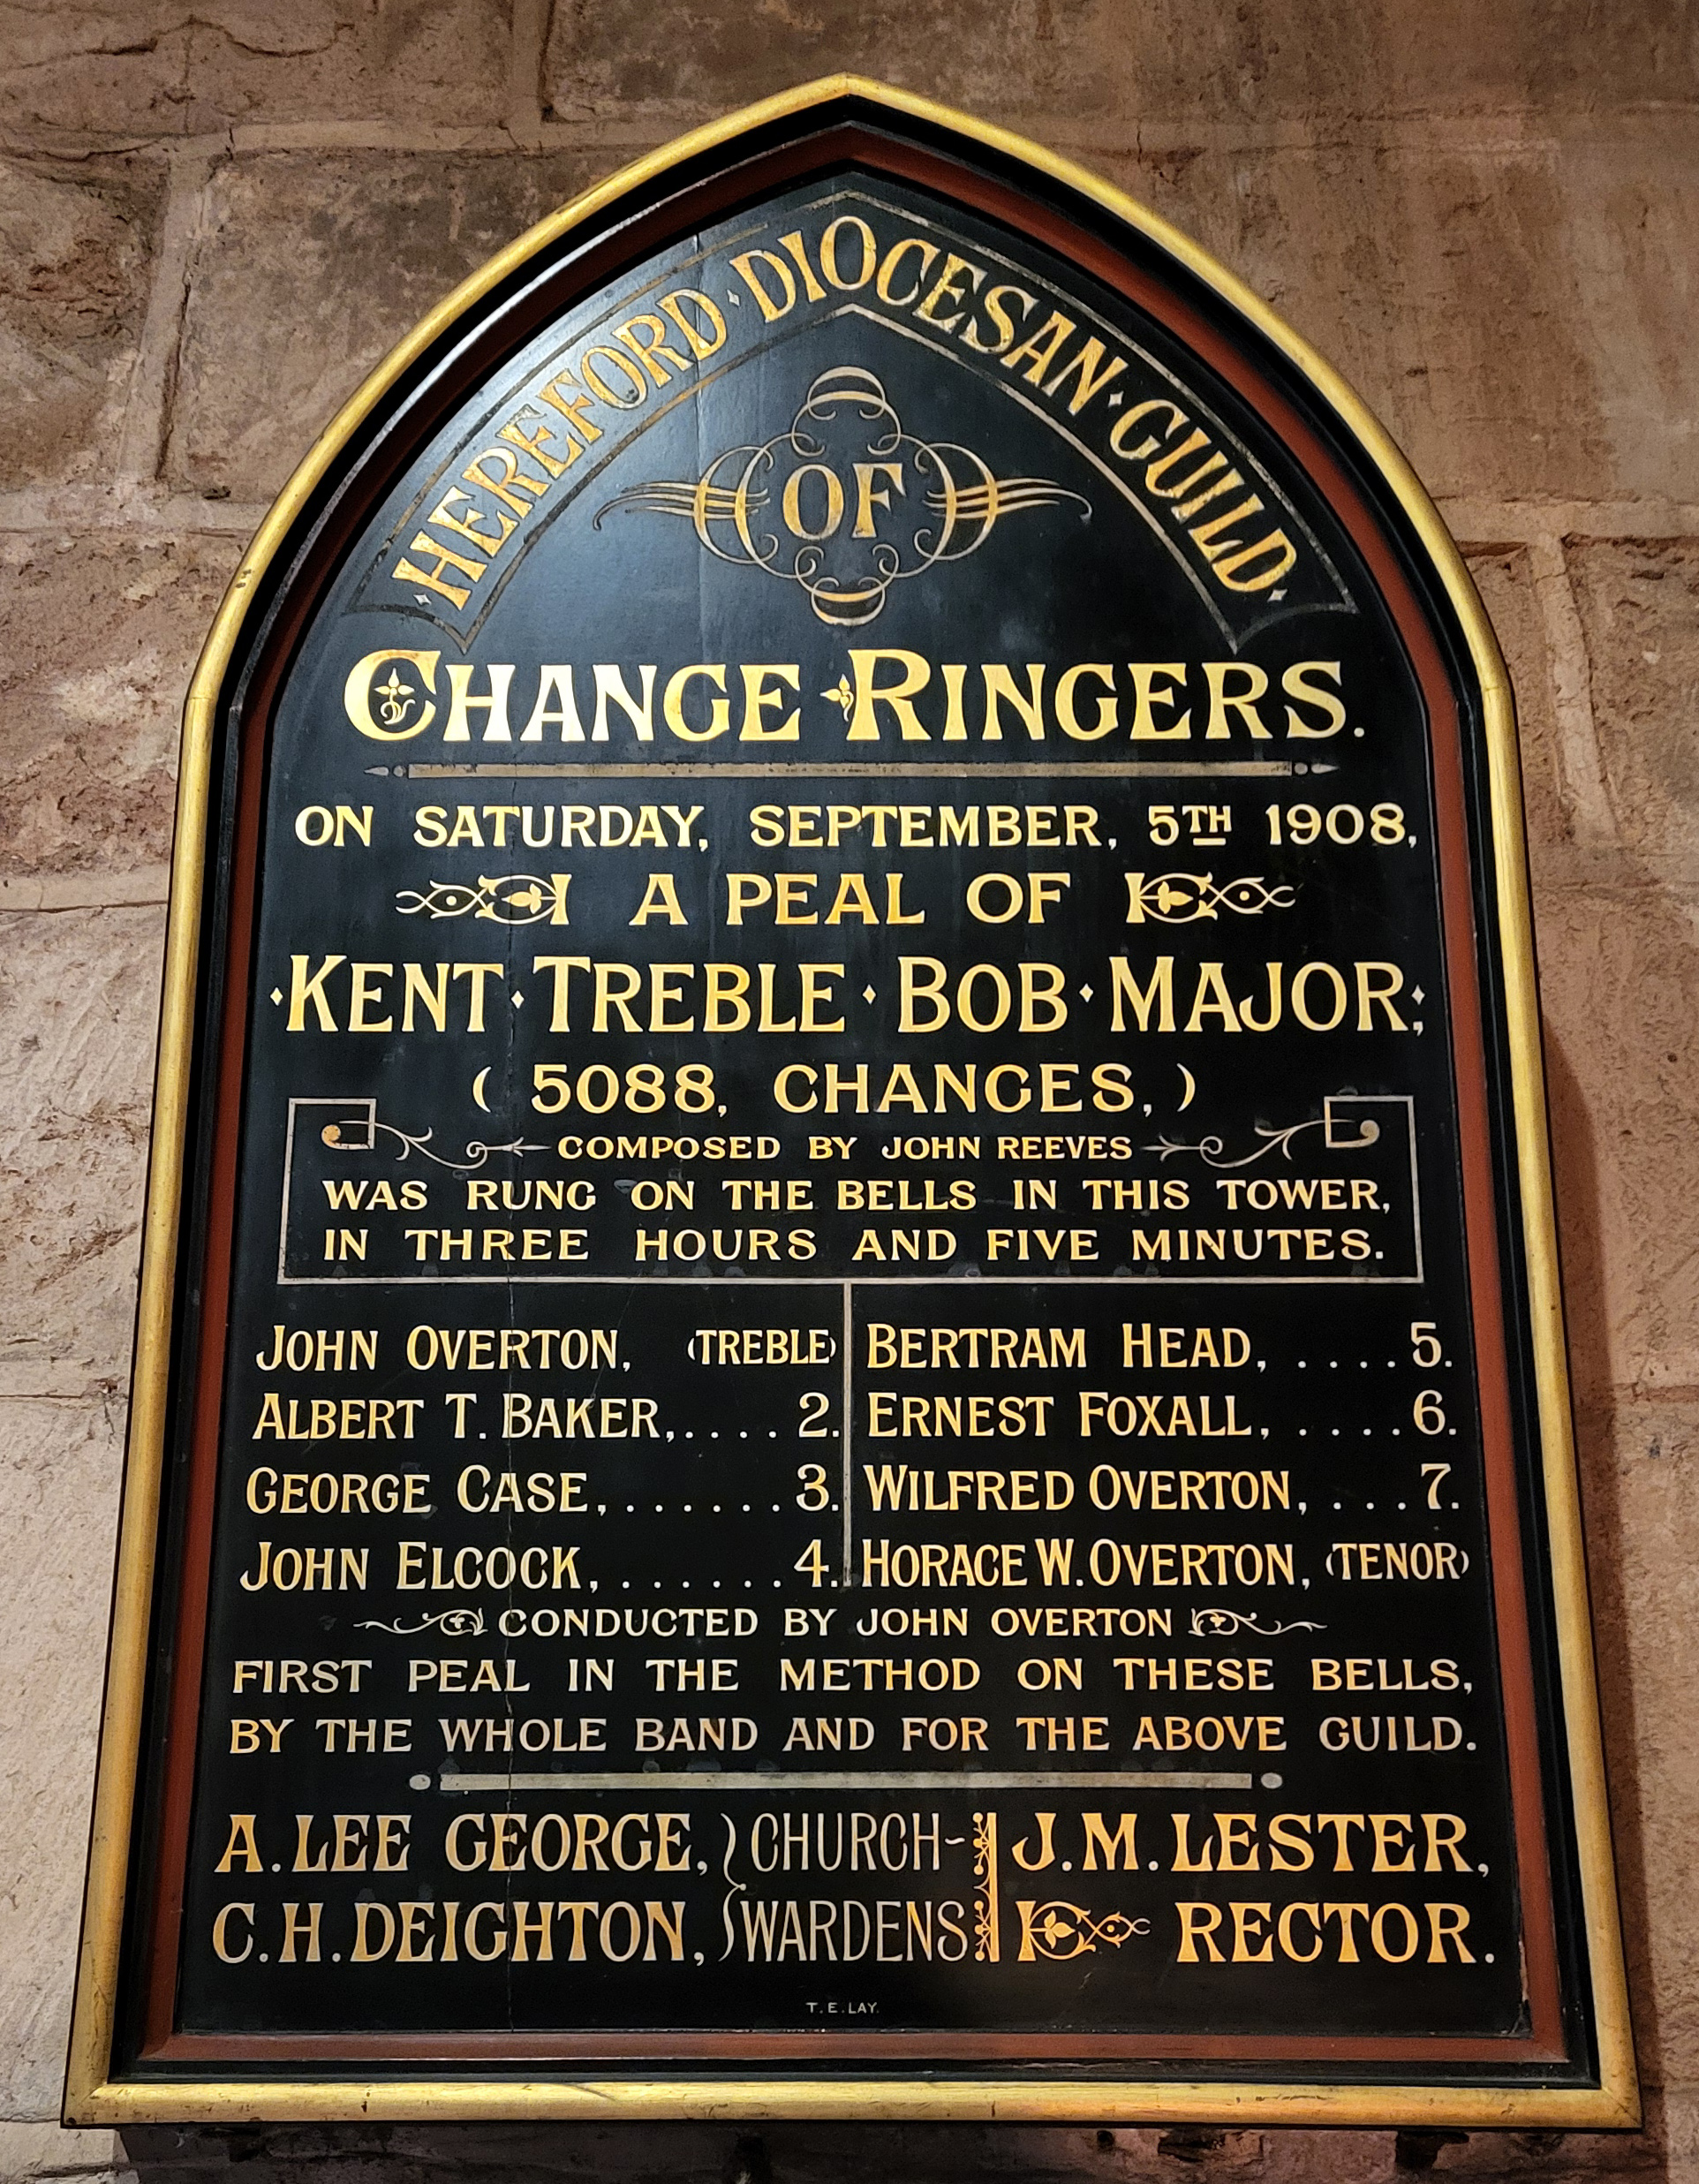 HEREFORD · DIOCESAN · GUILD
OF
CHANGE RINGERS.
ON SATURDAY, SEPTEMBER, 5TH 1908,
A PEAL OF
·KENT·TREBLE·BOB·MAJOR;
( 5088, CHANGES, )
COMPOSED BY JOHN REEVES
WAS RUNG ON THE BELLS IN THIS TOWER,
IN THREE HOURS AND FIVE MINUTES.
JOHN OVERTON, (TREBLE)
ALBERT T. BAKER,.... 2.
GEORGE CASE,....... 3.
JOHN ELCOCK,....... 4.
BERTRAM HEAD,.... 5.
ERNEST FOXALL,.... 6.
WILFRED OVERTON,... 7.
HORACE W. OVERTON, (TENOR)
CONDUCTED BY JOHN OVERTON
FIRST PEAL IN THE METHOD ON THESE BELLS,
BY THE WHOLE BAND AND FOR THE ABOVE GUILD.
A. LEE GEORGE,
C. H. DEIGHTON,
CHURCH-
WARDENS
J. M. LESTER,
RECTOR.
T. E. LAY.